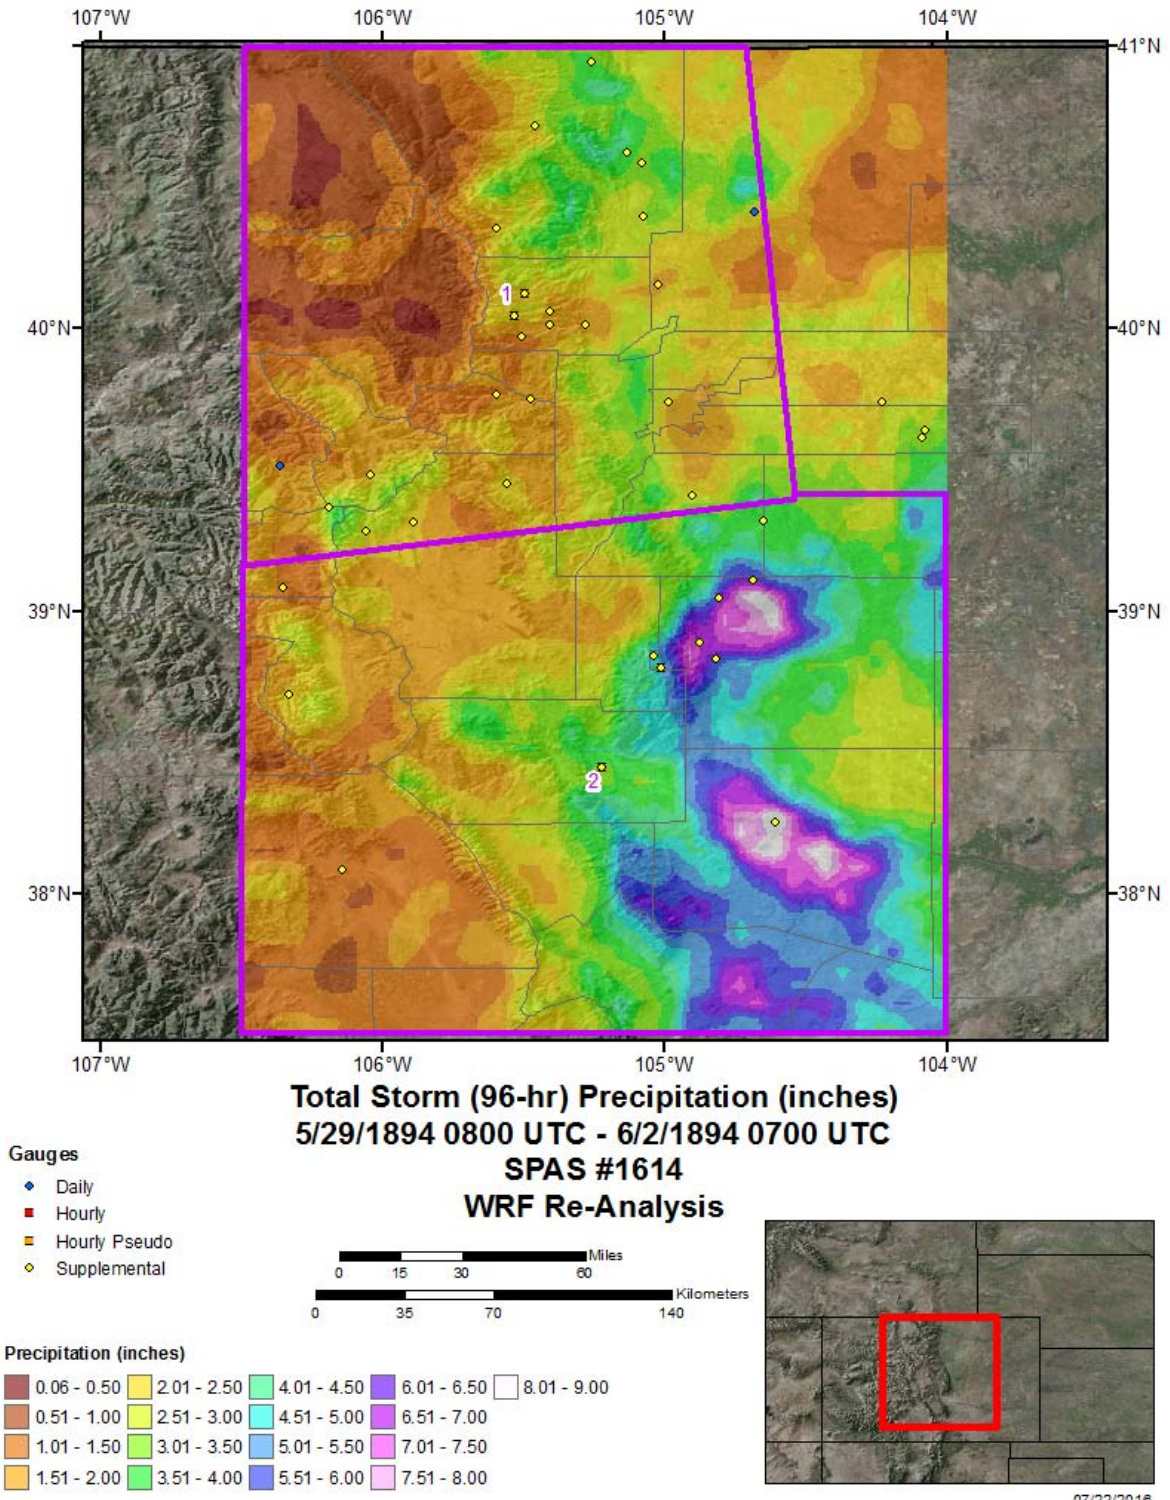 107°W 106°W 105°W 104°W
41°N 41°N
1
40°N 40°N
39°N 39°N
2
38°N 38°N
107°W 106°W 105°W 104°W
Total Storm (96-hr) Precipitation (inches)
5/29/1894 0800 UTC - 6/2/1894 0700 UTC
SPAS #1614
WRF Re-Analysis
Gauges
Daily
Hourly
Hourly Pseudo
Supplemental
Miles
0 15 30 60
Kilometers
0 35 70 140
Precipitation (inches)
0.06 - 0.50 2.01 - 2.50 4.01 - 4.50 6.01 - 6.50 8.01 - 9.00
0.51 - 1.00 2.51 - 3.00 4.51 - 5.00 6.51 - 7.00
1.01 - 1.50 3.01 - 3.50 5.01 - 5.50 7.01 - 7.50
1.51 - 2.00 3.51 - 4.00 5.51 - 6.00 7.51 - 8.00